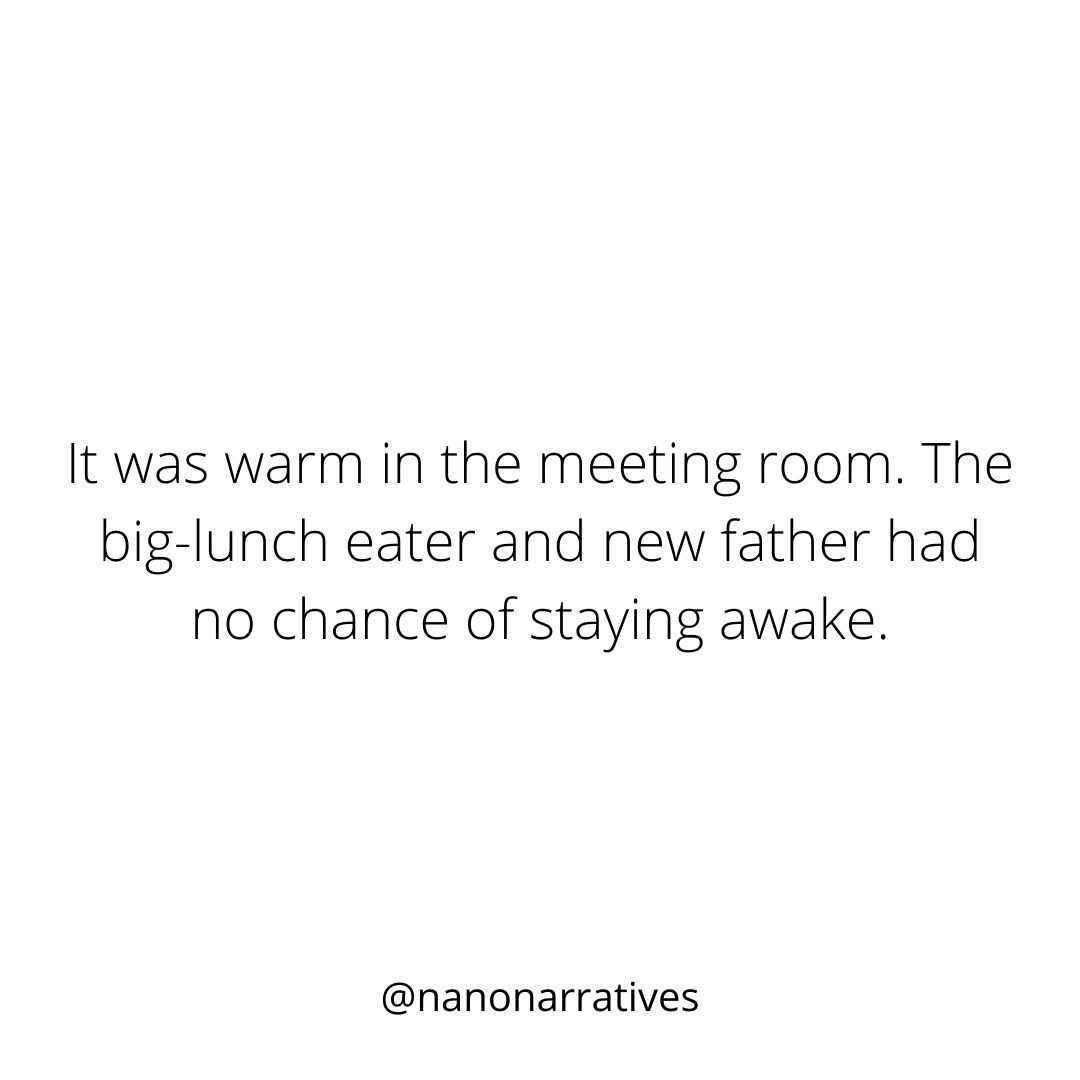 It was warm in the meeting room. The
big-lunch eater and new father had
no chance of staying awake.
@nanonarratives